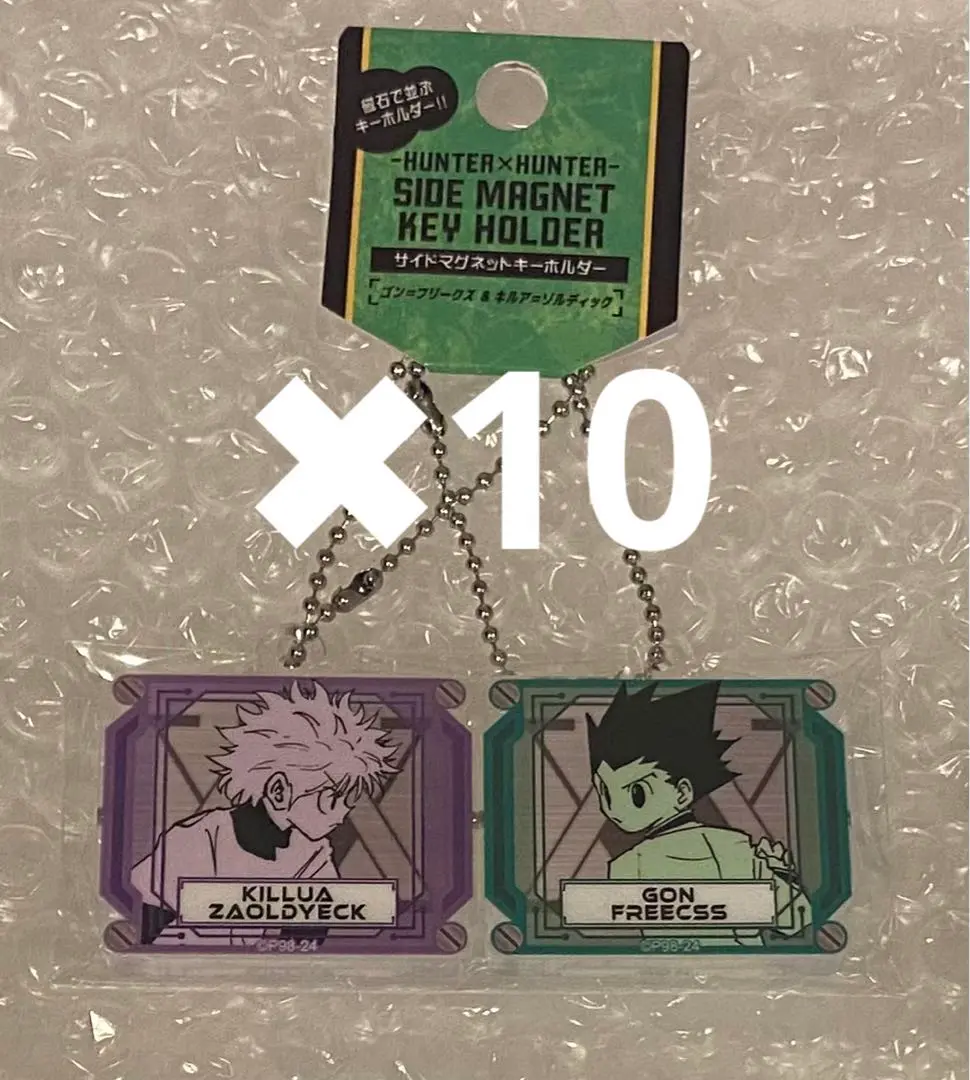 磁石で並ぶ
キーホルダー!!
-HUNTER×HUNTER-
SIDE MAGNET
KEY HOLDER
サイドマグネットキーホルダー
ゴン=フリークス & キルア=ゾルディック
×10
KILLUA
ZAOLDYECK
©P98-24
GON
FREECSS
©P98-24